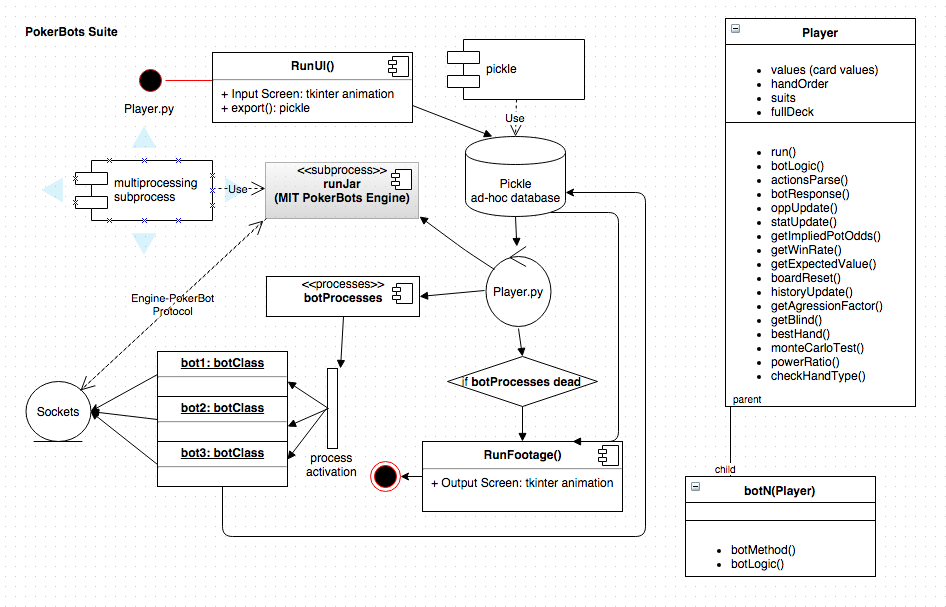 PokerBots Suite
RunUI()
+ Input Screen: tkinter animation
+ export(): pickle
Player.py
pickle
Use
multiprocessing
subprocess
Use
<<subprocess>>
runJar
(MIT PokerBots Engine)
Pickle
ad-hoc database
<<processes>>
botProcesses
Player.py
Engine-PokerBot
Protocol
if botProcesses dead
Sockets
bot1: botClass
bot2: botClass
bot3: botClass
process
activation
RunFootage()
+ Output Screen: tkinter animation
Player
values (card values)
handOrder
suits
fullDeck
run()
botLogic()
actionsParse()
botResponse()
oppUpdate()
statUpdate()
getImpliedPotOdds()
getWinRate()
getExpectedValue()
boardReset()
historyUpdate()
getAgressionFactor()
getBlind()
bestHand()
monteCarloTest()
powerRatio()
checkHandType()
parent
child
botN(Player)
botMethod()
botLogic()